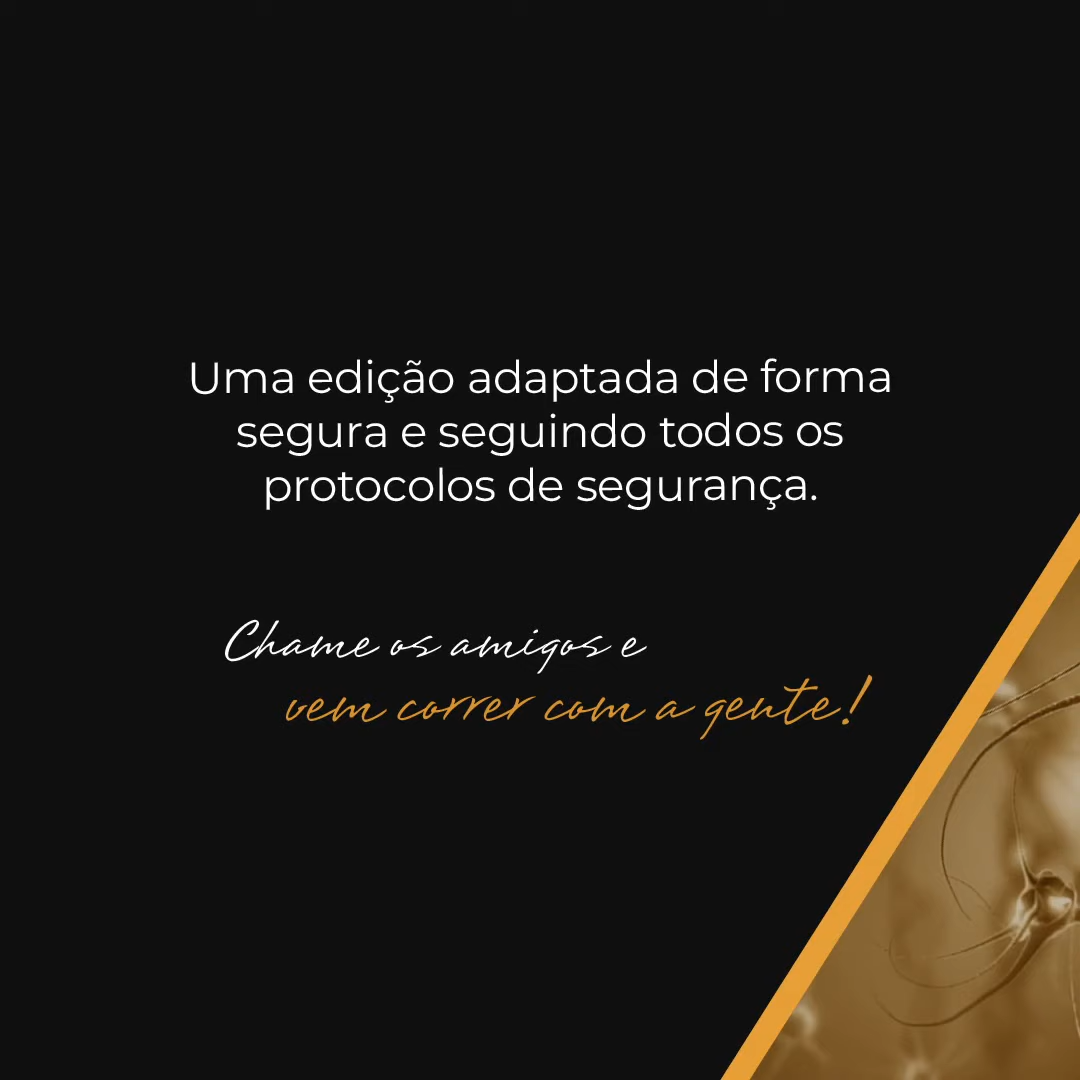 Uma edição adaptada de forma
segura e seguindo todos os
protocolos de segurança.
Chame os amigos e
vem correr com a gente!